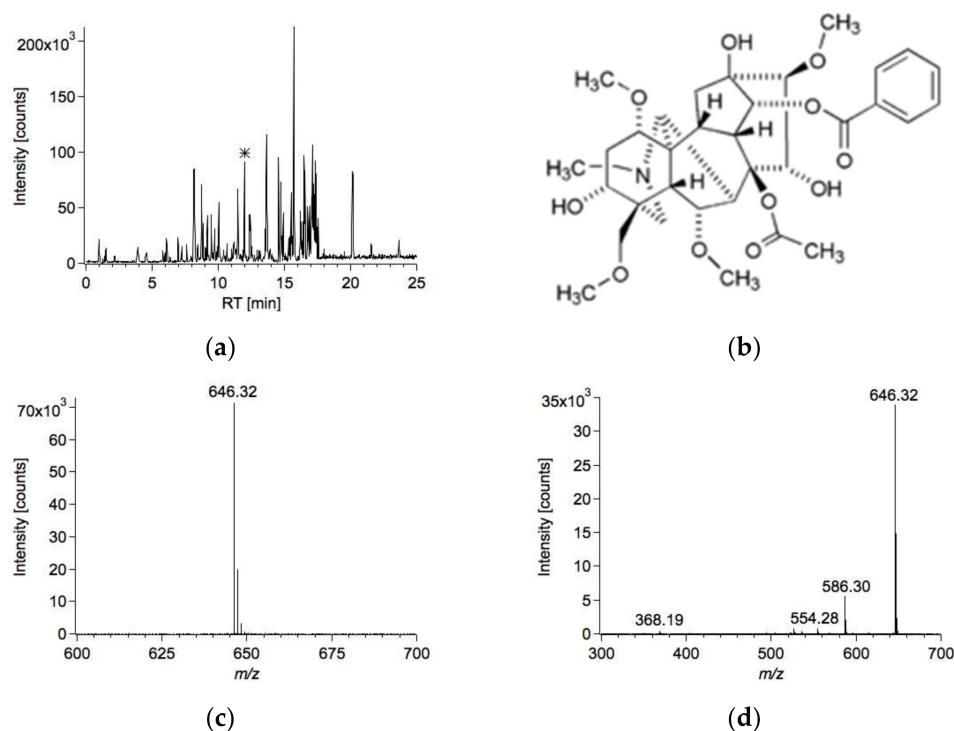 200x10³
150
100
50
0
Intensity [counts]
*
0
5
10
15
20
25
RT [min]
(a)
OH
CH₃
O
H₃C
O
H
O
O
H
CH₃
N
H
HO
OH
O
O
CH₃
O
O
H₃C
CH₃
(b)
646.32
70x10³
60
50
40
30
20
10
0
Intensity [counts]
600
625
650
675
700
m/z
(c)
646.32
35x10³
30
25
20
15
10
5
0
Intensity [counts]
586.30
554.28
368.19
300
400
500
600
700
m/z
(d)